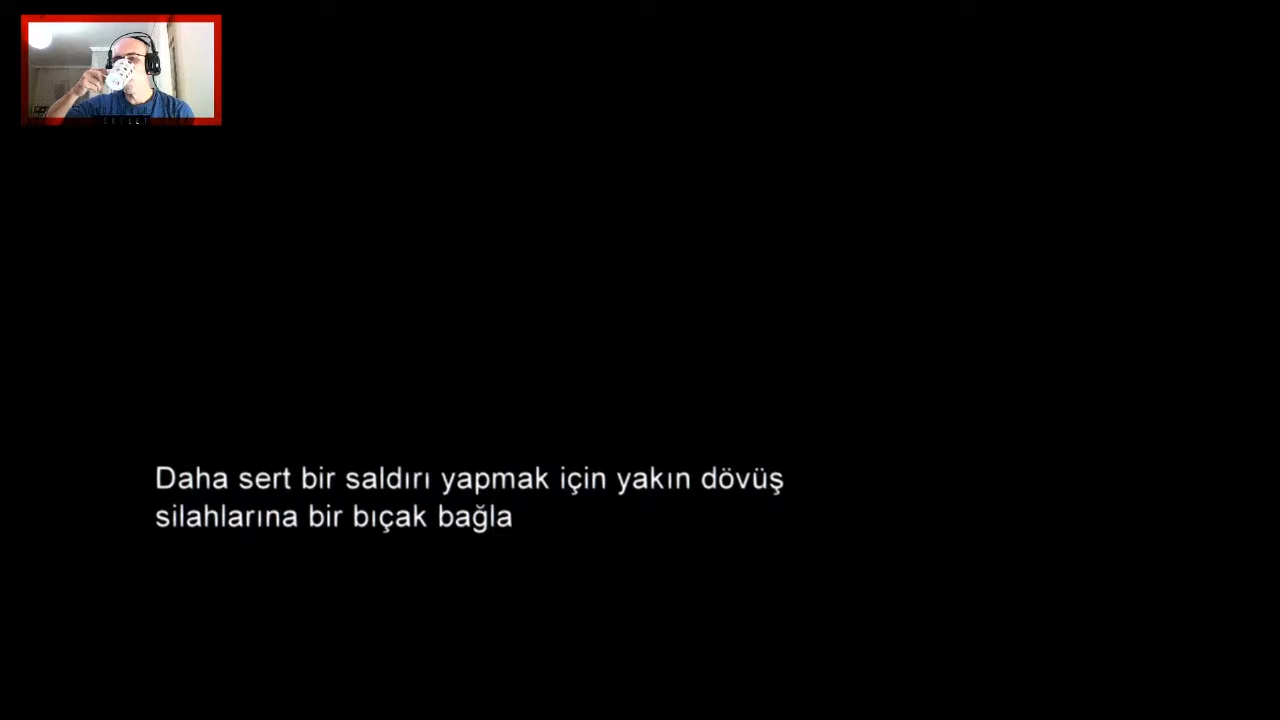 Daha sert bir saldırı yapmak için yakın dövüş
silahlarına bir bıçak bağla